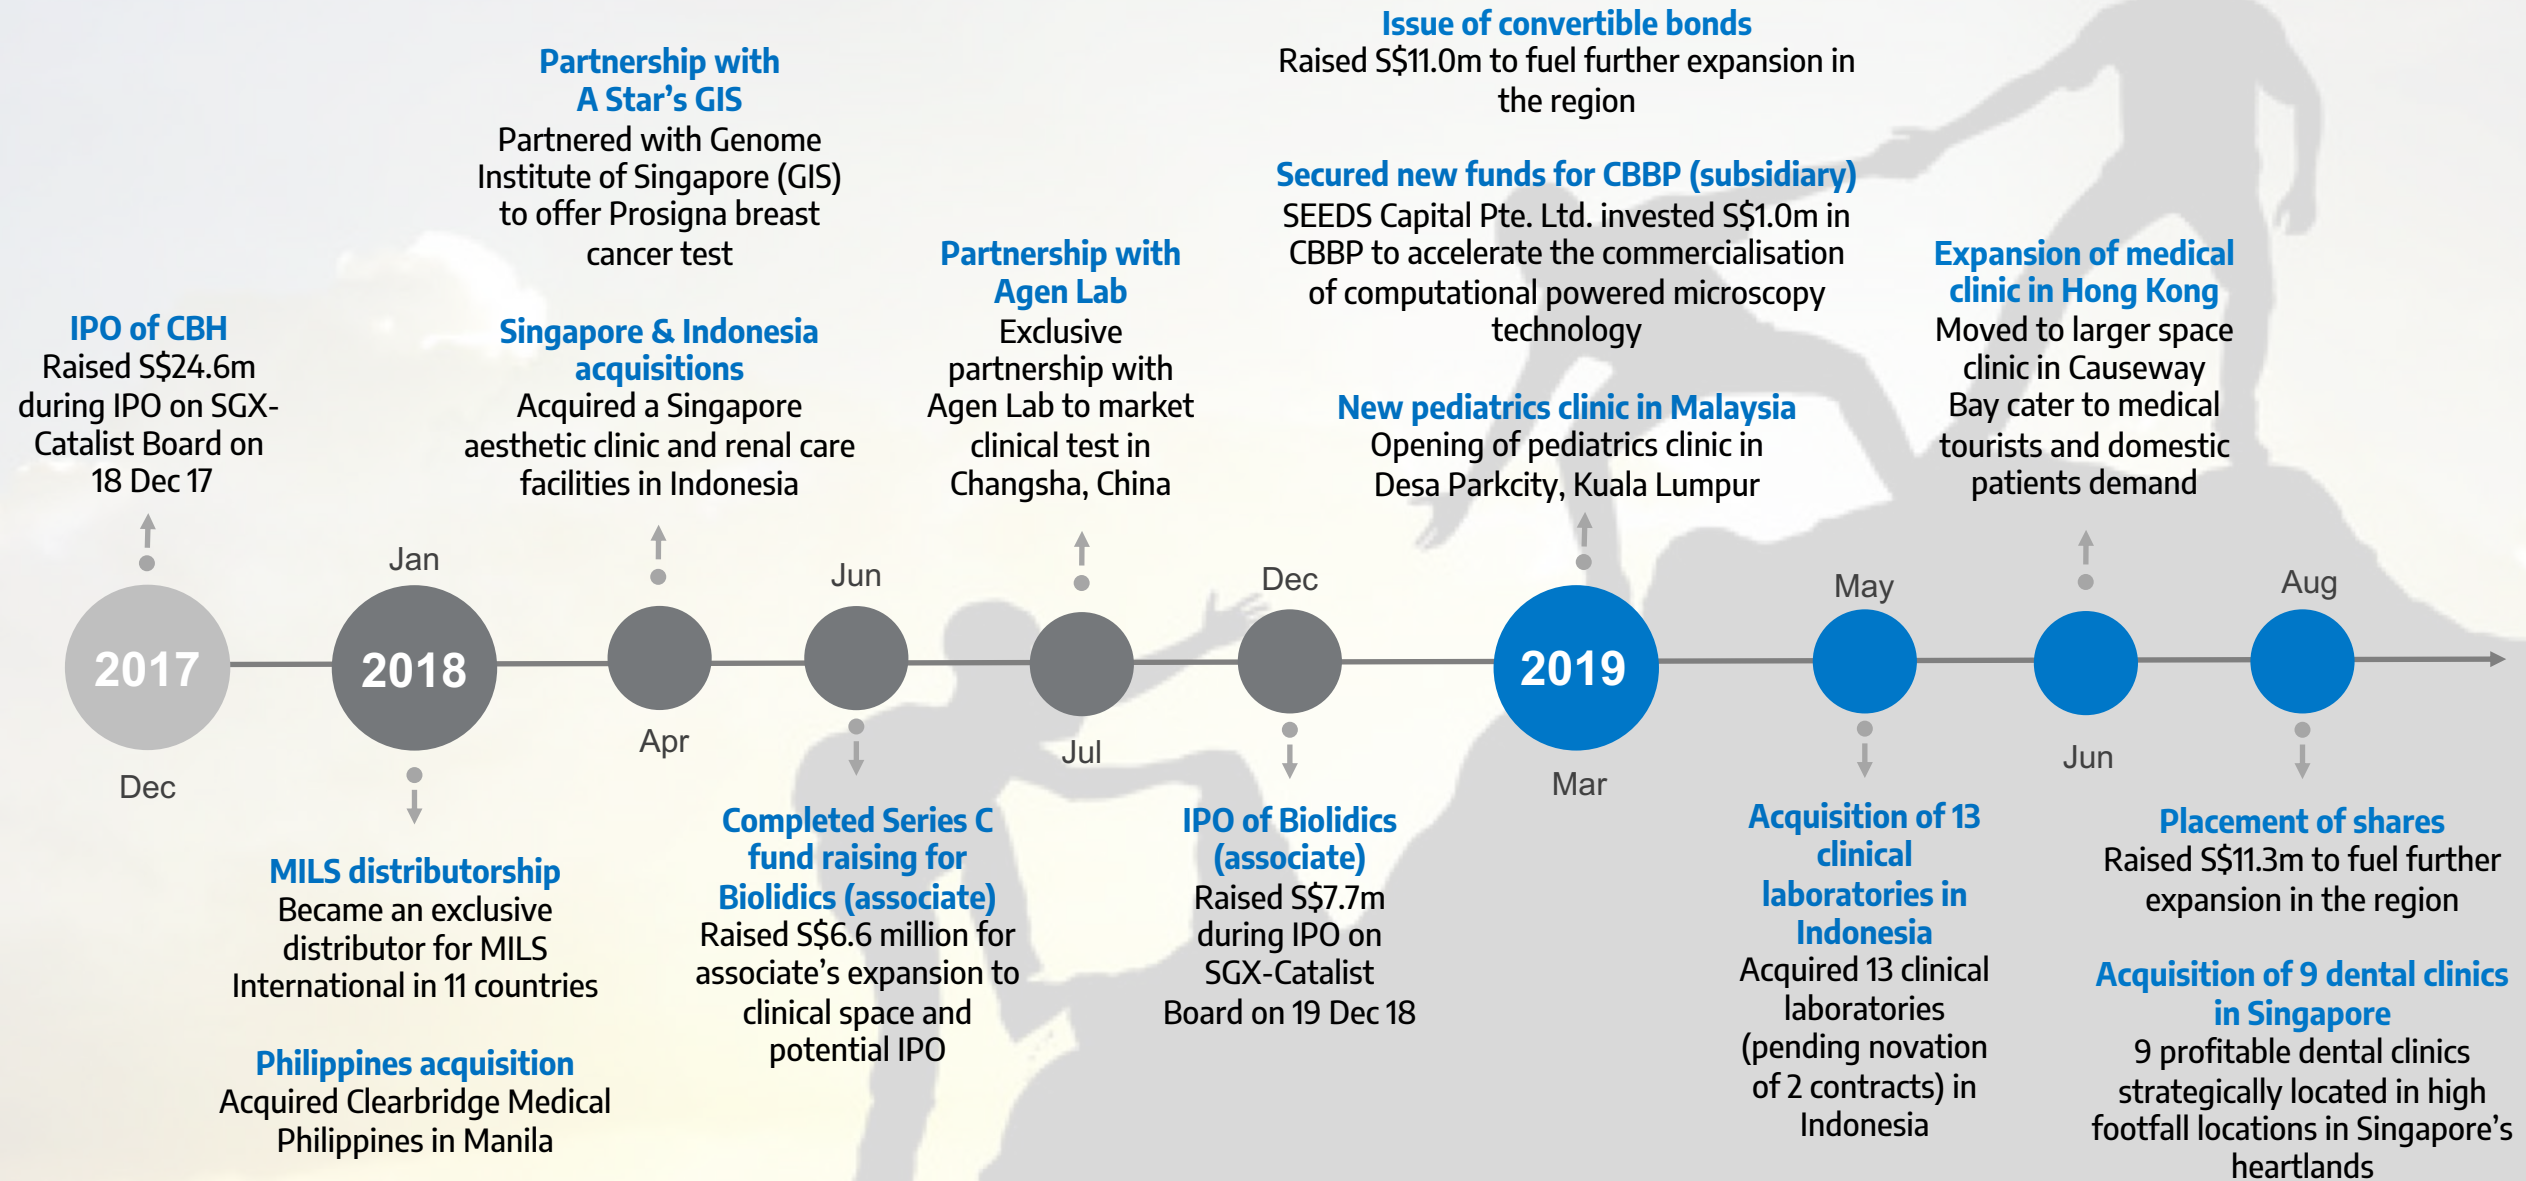 IPO of CBH
Raised S$24.6m
during IPO on SGX-
Catalist Board on
18 Dec 17
2017
Dec
Jan
2018
MILS distributorship
Became an exclusive
distributor for MILS
International in 11 countries
Philippines acquisition
Acquired Clearbridge Medical
Philippines in Manila
Partnership with
A Star’s GIS
Partnered with Genome
Institute of Singapore (GIS)
to offer Prosigna breast
cancer test
Singapore & Indonesia
acquisitions
Acquired a Singapore
aesthetic clinic and renal care
facilities in Indonesia
Apr
Jun
Completed Series C
fund raising for
Biolidics (associate)
Raised S$6.6 million for
associate’s expansion to
clinical space and
potential IPO
Partnership with
Agen Lab
Exclusive
partnership with
Agen Lab to market
clinical test in
Changsha, China
Jul
Dec
IPO of Biolidics
(associate)
Raised S$7.7m
during IPO on
SGX-Catalist
Board on 19 Dec 18
Issue of convertible bonds
Raised S$11.0m to fuel further expansion in
the region
Secured new funds for CBBP (subsidiary)
SEEDS Capital Pte. Ltd. invested S$1.0m in
CBBP to accelerate the commercialisation
of computational powered microscopy
technology
New pediatrics clinic in Malaysia
Opening of pediatrics clinic in
Desa Parkcity, Kuala Lumpur
2019
Mar
May
Acquisition of 13
clinical
laboratories in
Indonesia
Acquired 13 clinical
laboratories
(pending novation
of 2 contracts) in
Indonesia
Expansion of medical
clinic in Hong Kong
Moved to larger space
clinic in Causeway
Bay cater to medical
tourists and domestic
patients demand
Jun
Aug
Placement of shares
Raised S$11.3m to fuel further
expansion in the region
Acquisition of 9 dental clinics
in Singapore
9 profitable dental clinics
strategically located in high
footfall locations in Singapore’s
heartlands